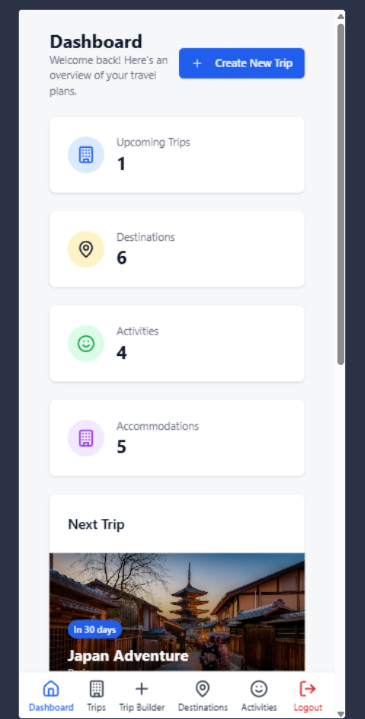 Dashboard
Welcome back! Here's an
overview of your travel
plans.
+ Create New Trip
Upcoming Trips
1
Destinations
6
Activities
4
Accommodations
5
Next Trip
In 30 days
Japan Adventure
Dashboard
Trips
Trip Builder
Destinations
Activities
Logout